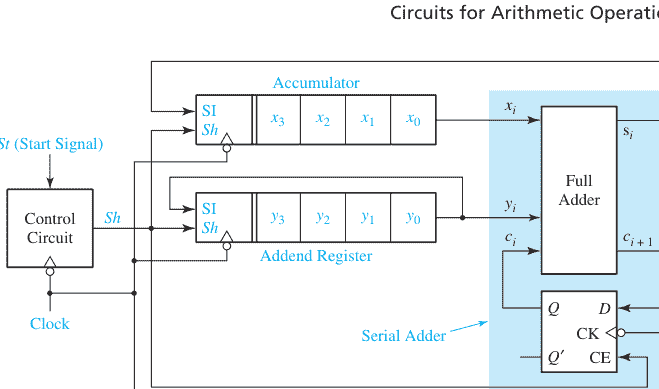 Circuits for Arithmetic Operatio
Accumulator
SI
Sh
x3 x2 x1 x0
xi
St (Start Signal)
si
Full
Adder
Control
Circuit
Sh
SI
Sh
y3 y2 y1 y0
yi
ci
ci + 1
Addend Register
Clock
Q D
CK
Serial Adder
Q′ CE